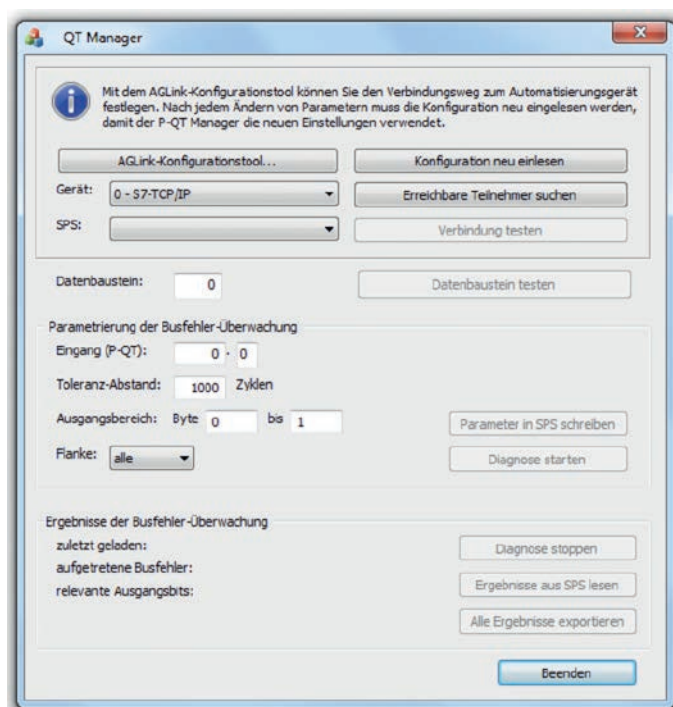 QT Manager
Mit dem AGLink-Konfigurationstool können Sie den Verbindungsweg zum Automatisierungsgerät
festlegen. Nach jedem Ändern von Parametern muss die Konfiguration neu eingelesen werden,
damit der P-QT Manager die neuen Einstellungen verwendet.
AGLink-Konfigurationstool... Konfiguration neu einlesen
Gerät: 0 - S7-TCP/IP Erreichbare Teilnehmer suchen
SPS: Verbindung testen
Datenbaustein: 0 Datenbaustein testen
Parametrierung der Busfehler-Überwachung
Eingang (P-QT): 0 . 0
Toleranz-Abstand: 1000 Zyklen
Ausgangsbereich: Byte 0 bis 1 Parameter in SPS schreiben
Flanke: alle Diagnose starten
Ergebnisse der Busfehler-Überwachung
zuletzt geladen: Diagnose stoppen
aufgetretene Busfehler:
relevante Ausgangsbits: Ergebnisse aus SPS lesen
Alle Ergebnisse exportieren
Beenden